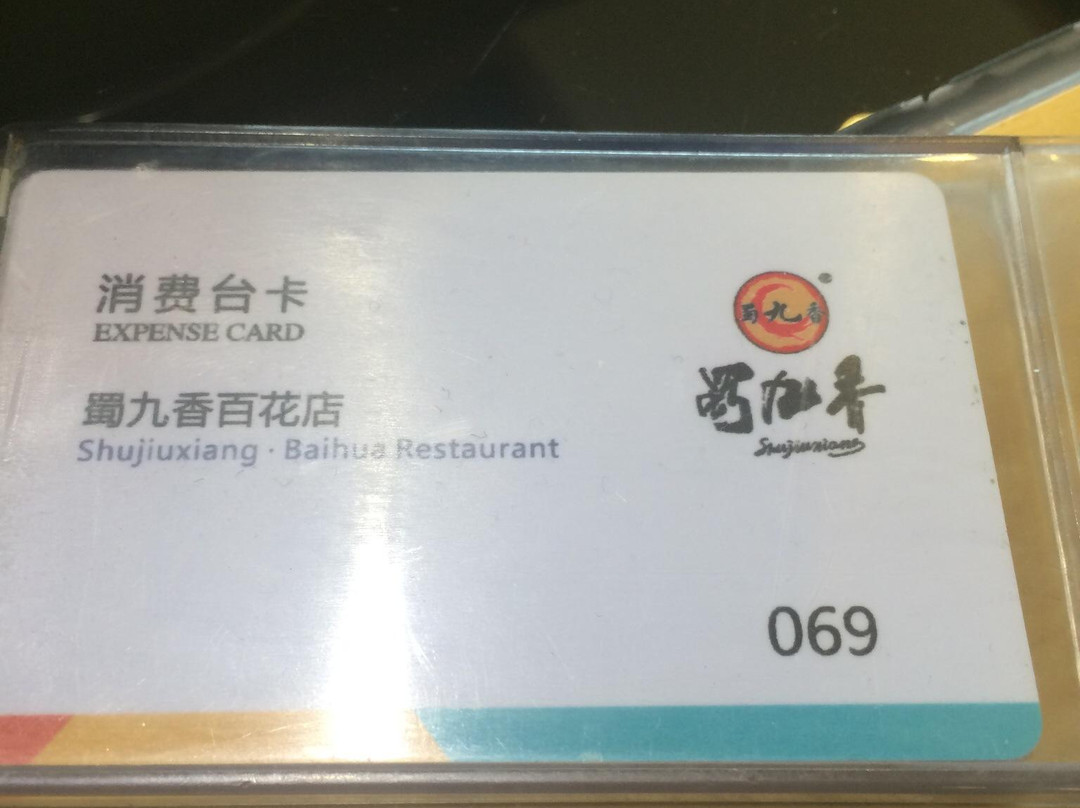 消费台卡
EXPENSE CARD
蜀九香百花店
Shujiuxiang · Baihua Restaurant
蜀九香
蜀九香
Shujiuxiang
069